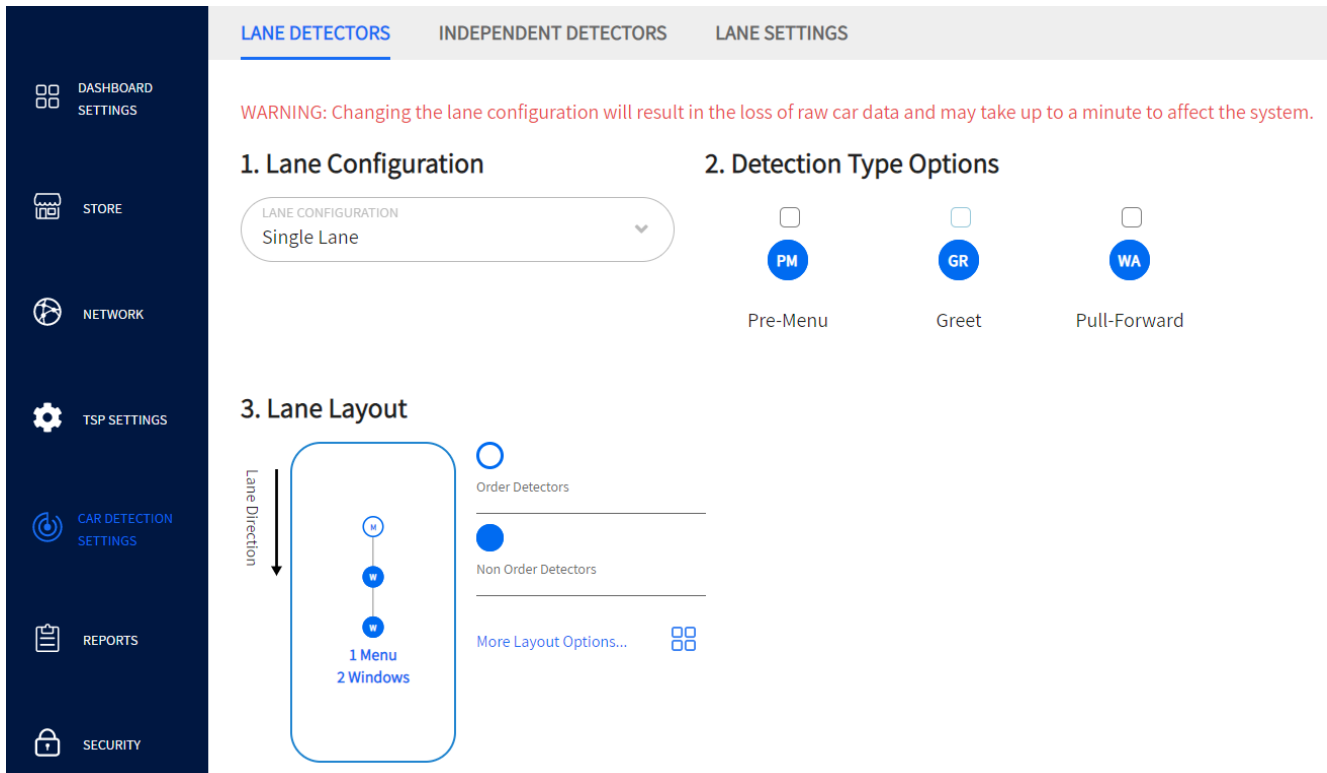 LANE DETECTORS INDEPENDENT DETECTORS LANE SETTINGS
DASHBOARD
SETTINGS
STORE
NETWORK
TSP SETTINGS
CAR DETECTION
SETTINGS
REPORTS
SECURITY
WARNING: Changing the lane configuration will result in the loss of raw car data and may take up to a minute to affect the system.
1. Lane Configuration
LANE CONFIGURATION
Single Lane
2. Detection Type Options
PM GR WA
Pre-Menu Greet Pull-Forward
3. Lane Layout
Lane Direction
M
W
W
1 Menu
2 Windows
Order Detectors
Non Order Detectors
More Layout Options...